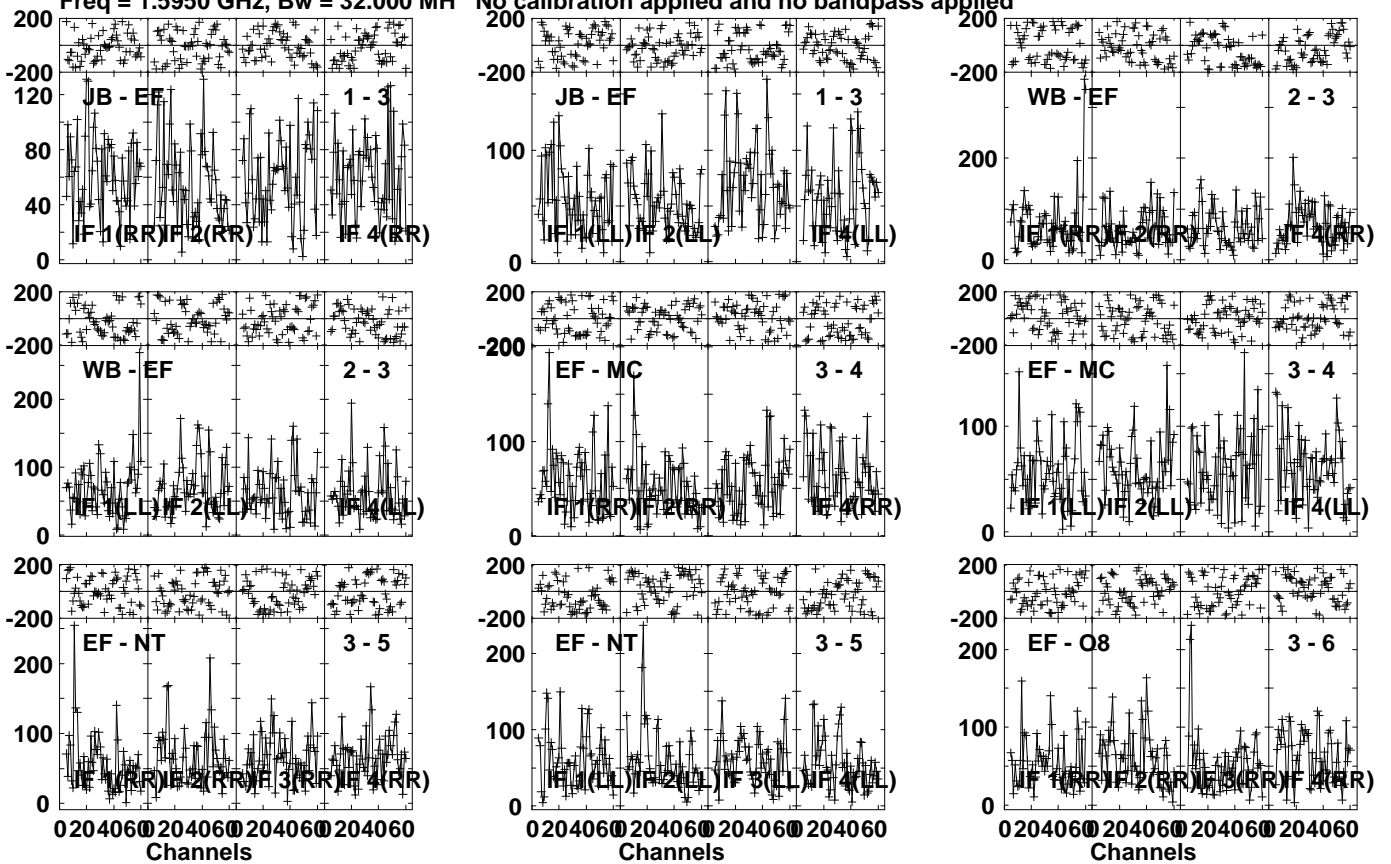 Freq = 1.5950 GHz, Bw = 32.000 MH No calibration applied and no bandpass applied
200
-200
120
80
40
0
JB - EF 1 - 3
IF 1(RR) IF 2(RR) IF 4(RR)
200
-200
100
0
JB - EF 1 - 3
IF 1(LL) IF 2(LL) IF 4(LL)
200
-200
200
0
WB - EF 2 - 3
IF 1(RR) IF 2(RR) IF 4(RR)
200
-200
200
100
0
WB - EF 2 - 3
IF 1(LL) IF 2(LL) IF 4(LL)
200
-200
200
100
0
EF - MC 3 - 4
IF 1(RR) IF 2(RR) IF 4(RR)
200
-200
100
0
EF - MC 3 - 4
IF 1(LL) IF 2(LL) IF 4(LL)
200
-200
200
100
0
EF - NT 3 - 5
IF 1(RR) IF 2(RR) IF 3(RR) IF 4(RR)
0 20 40 60 0 20 40 60 0 20 40 60 0 20 40 60
Channels
200
-200
200
100
0
EF - NT 3 - 5
IF 1(LL) IF 2(LL) IF 3(LL) IF 4(LL)
0 20 40 60 0 20 40 60 0 20 40 60 0 20 40 60
Channels
200
-200
200
100
0
EF - O8 3 - 6
IF 1(RR) IF 2(RR) IF 3(RR) IF 4(RR)
0 20 40 60 0 20 40 60 0 20 40 60 0 20 40 60
Channels